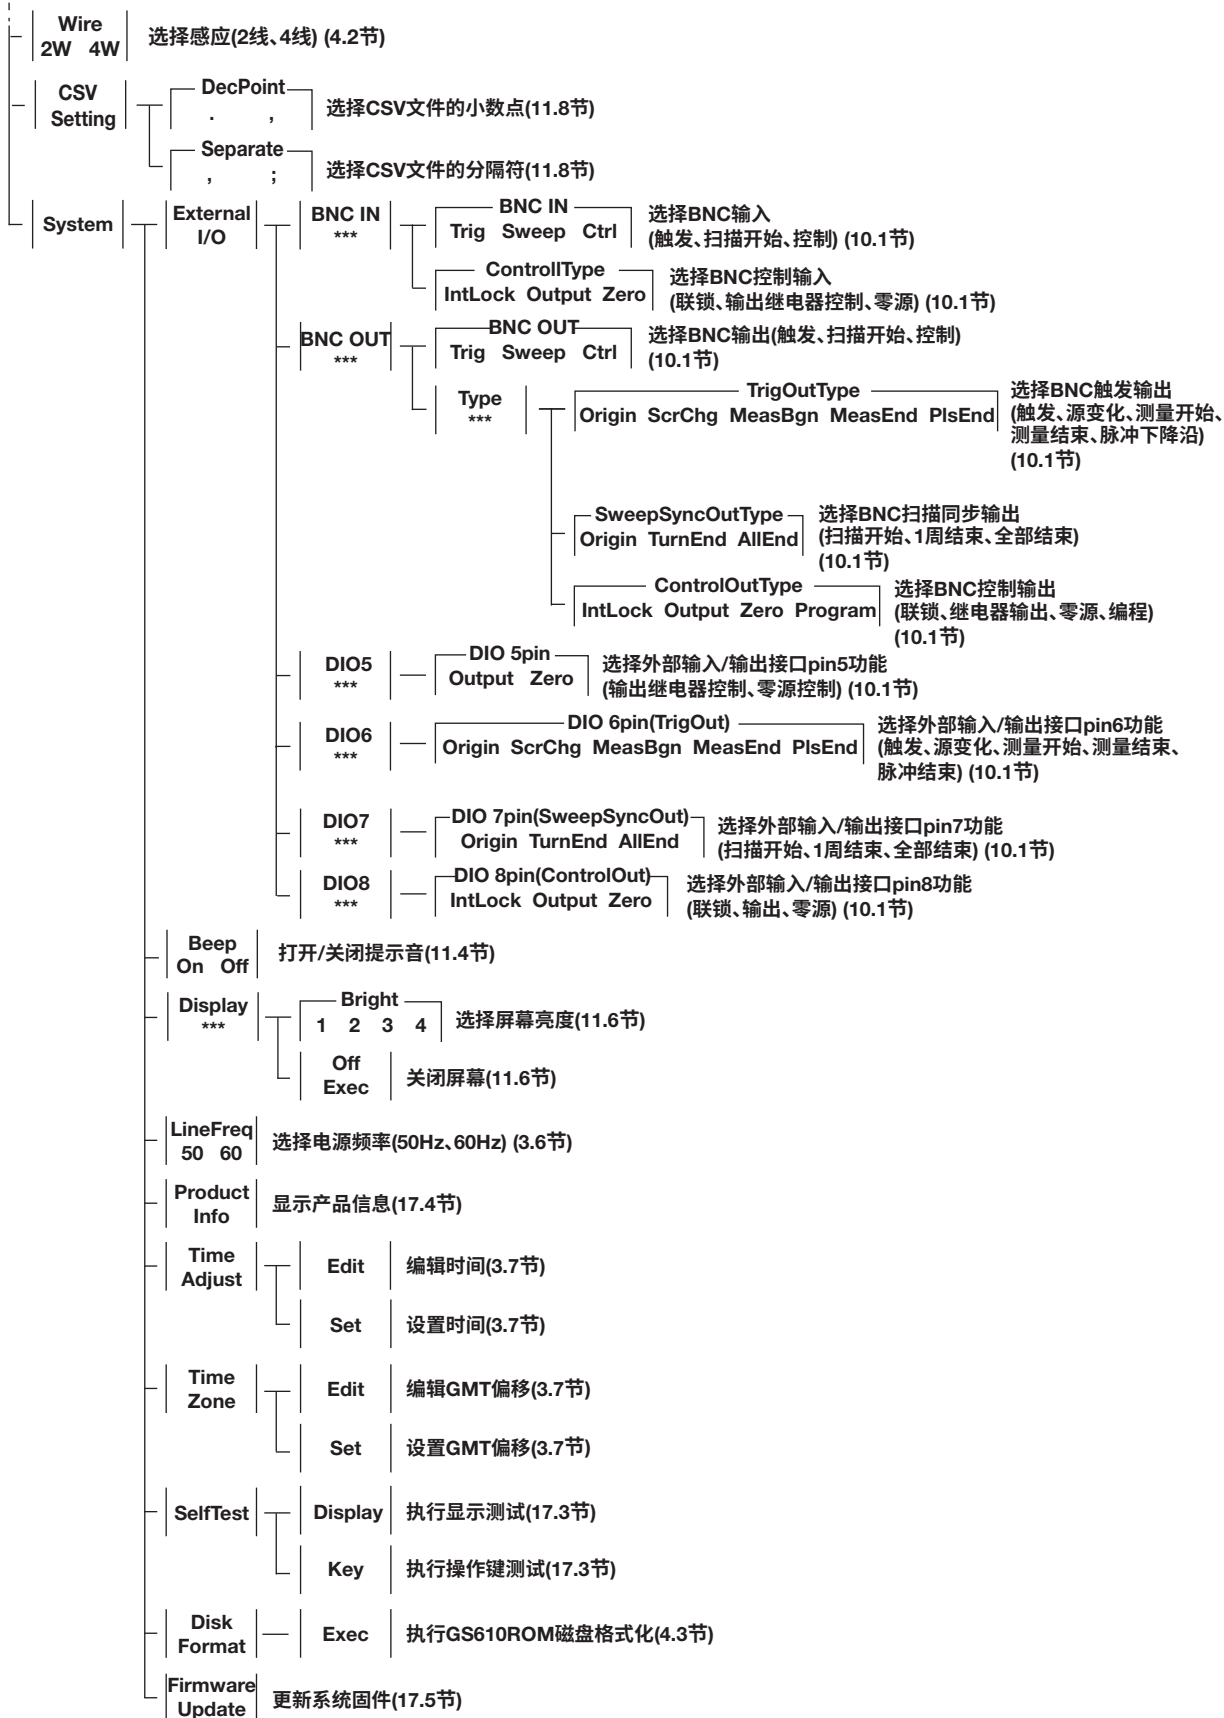 Wire
2W 4W
选择感应(2线、4线) (4.2节)
CSV
Setting
DecPoint
. ,
选择CSV文件的小数点(11.8节)
Separate
, ;
选择CSV文件的分隔符(11.8节)
System
External
I/O
BNC IN
***
BNC IN
Trig Sweep Ctrl
选择BNC输入
(触发、扫描开始、控制) (10.1节)
ControllType
IntLock Output Zero
选择BNC控制输入
(联锁、输出继电器控制、零源) (10.1节)
BNC OUT
***
BNC OUT
Trig Sweep Ctrl
选择BNC输出(触发、扫描开始、控制)
(10.1节)
Type
***
TrigOutType
Origin ScrChg MeasBgn MeasEnd PlsEnd
选择BNC触发输出
(触发、源变化、测量开始、
测量结束、脉冲下降沿)
(10.1节)
SweepSyncOutType
Origin TurnEnd AllEnd
选择BNC扫描同步输出
(扫描开始、1周结束、全部结束)
(10.1节)
ControlOutType
IntLock Output Zero Program
选择BNC控制输出
(联锁、继电器输出、零源、编程)
(10.1节)
DIO5
***
DIO 5pin
Output Zero
选择外部输入/输出接口pin5功能
(输出继电器控制、零源控制) (10.1节)
DIO6
***
DIO 6pin(TrigOut)
Origin ScrChg MeasBgn MeasEnd PlsEnd
选择外部输入/输出接口pin6功能
(触发、源变化、测量开始、测量结束、
脉冲结束) (10.1节)
DIO7
***
DIO 7pin(SweepSyncOut)
Origin TurnEnd AllEnd
选择外部输入/输出接口pin7功能
(扫描开始、1周结束、全部结束) (10.1节)
DIO8
***
DIO 8pin(ControlOut)
IntLock Output Zero
选择外部输入/输出接口pin8功能
(联锁、输出、零源) (10.1节)
Beep
On Off
打开/关闭提示音(11.4节)
Display
***
Bright
1 2 3 4
选择屏幕亮度(11.6节)
Off
Exec
关闭屏幕(11.6节)
LineFreq
50 60
选择电源频率(50Hz、60Hz) (3.6节)
Product
Info
显示产品信息(17.4节)
Time
Adjust
Edit
编辑时间(3.7节)
Set
设置时间(3.7节)
Time
Zone
Edit
编辑GMT偏移(3.7节)
Set
设置GMT偏移(3.7节)
SelfTest
Display
执行显示测试(17.3节)
Key
执行操作键测试(17.3节)
Disk
Format
Exec
执行GS610ROM磁盘格式化(4.3节)
Firmware
Update
更新系统固件(17.5节)